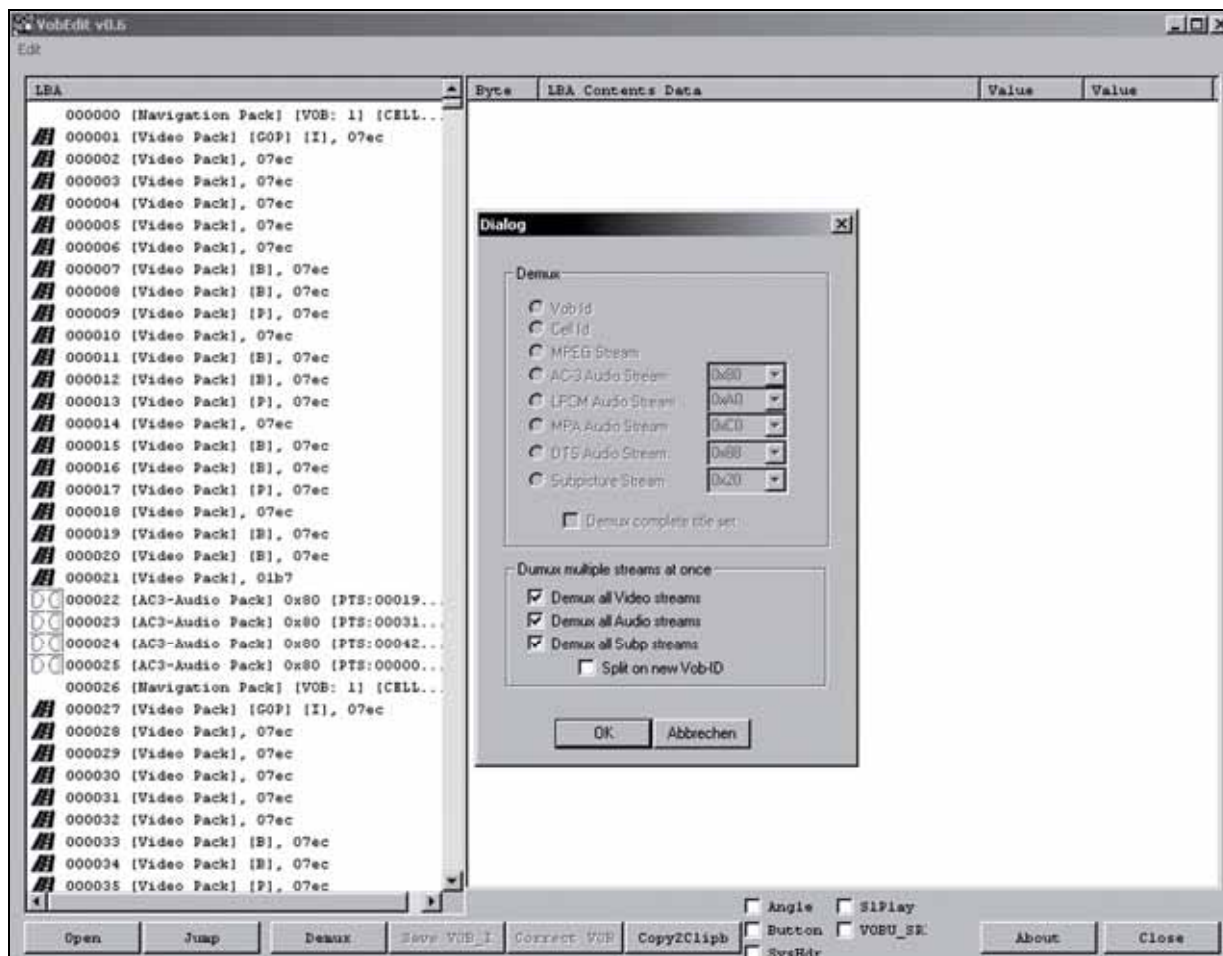 VobEdit v0.6
Edit
LBA
000000 [Navigation Pack] [VOB: 1] [CELL...
000001 [Video Pack] [GOP] [I], 07ec
000002 [Video Pack], 07ec
000003 [Video Pack], 07ec
000004 [Video Pack], 07ec
000005 [Video Pack], 07ec
000006 [Video Pack], 07ec
000007 [Video Pack] [B], 07ec
000008 [Video Pack] [B], 07ec
000009 [Video Pack] [P], 07ec
000010 [Video Pack], 07ec
000011 [Video Pack] [B], 07ec
000012 [Video Pack] [B], 07ec
000013 [Video Pack] [P], 07ec
000014 [Video Pack], 07ec
000015 [Video Pack] [B], 07ec
000016 [Video Pack] [B], 07ec
000017 [Video Pack] [P], 07ec
000018 [Video Pack], 07ec
000019 [Video Pack] [B], 07ec
000020 [Video Pack] [B], 07ec
000021 [Video Pack], 01b7
000022 [AC3-Audio Pack] 0x80 [PTS:00019...
000023 [AC3-Audio Pack] 0x80 [PTS:00031...
000024 [AC3-Audio Pack] 0x80 [PTS:00042...
000025 [AC3-Audio Pack] 0x80 [PTS:00000...
000026 [Navigation Pack] [VOB: 1] [CELL...
000027 [Video Pack] [GOP] [I], 07ec
000028 [Video Pack], 07ec
000029 [Video Pack], 07ec
000030 [Video Pack], 07ec
000031 [Video Pack], 07ec
000032 [Video Pack], 07ec
000033 [Video Pack] [B], 07ec
000034 [Video Pack] [B], 07ec
000035 [Video Pack] [P], 07ec
Byte LBA Contents Data Value Value
Dialog
Demux
Vob Id
Cell Id
MPEG Stream
AC-3 Audio Stream 0x80
LPCM Audio Stream 0xA0
MPA Audio Stream 0xC0
DTS Audio Stream 0x88
Subpicture Stream 0x20
Demux complete title set
Dumux multiple streams at once
Demux all Video streams
Demux all Audio streams
Demux all Subp streams
Split on new Vob-ID
OK Abbrechen
Angle SlPlay
Button VOBU_SR
SysHdr
Open Jump Demux Save VOB_I Correct VOB Copy2Clipb About Close